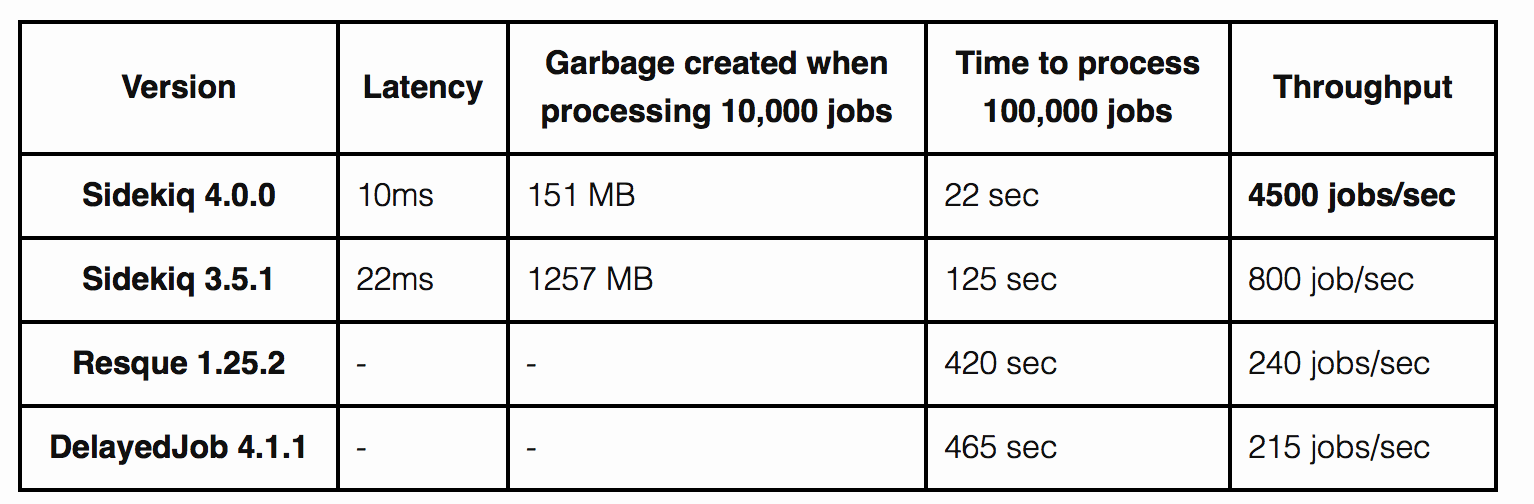 Version Latency Garbage created when processing 10,000 jobs Time to process 100,000 jobs Throughput
Sidekiq 4.0.0 10ms 151 MB 22 sec 4500 jobs/sec
Sidekiq 3.5.1 22ms 1257 MB 125 sec 800 job/sec
Resque 1.25.2 - - 420 sec 240 jobs/sec
DelayedJob 4.1.1 - - 465 sec 215 jobs/sec